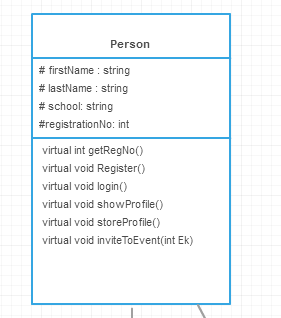 Person
# firstName : string
# lastName : string
# school: string
#registrationNo: int
virtual int getRegNo()
virtual void Register()
virtual void login()
virtual void showProfile()
virtual void storeProfile()
virtual void inviteToEvent(int Ek)